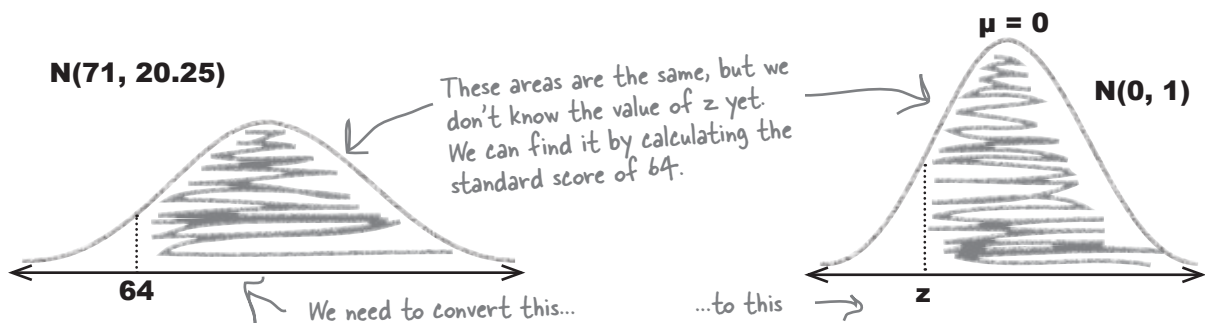 μ = 0
N(71, 20.25)
These areas are the same, but we
don't know the value of z yet.
We can find it by calculating the
standard score of 64.
N(0, 1)
64
z
We need to convert this...
...to this